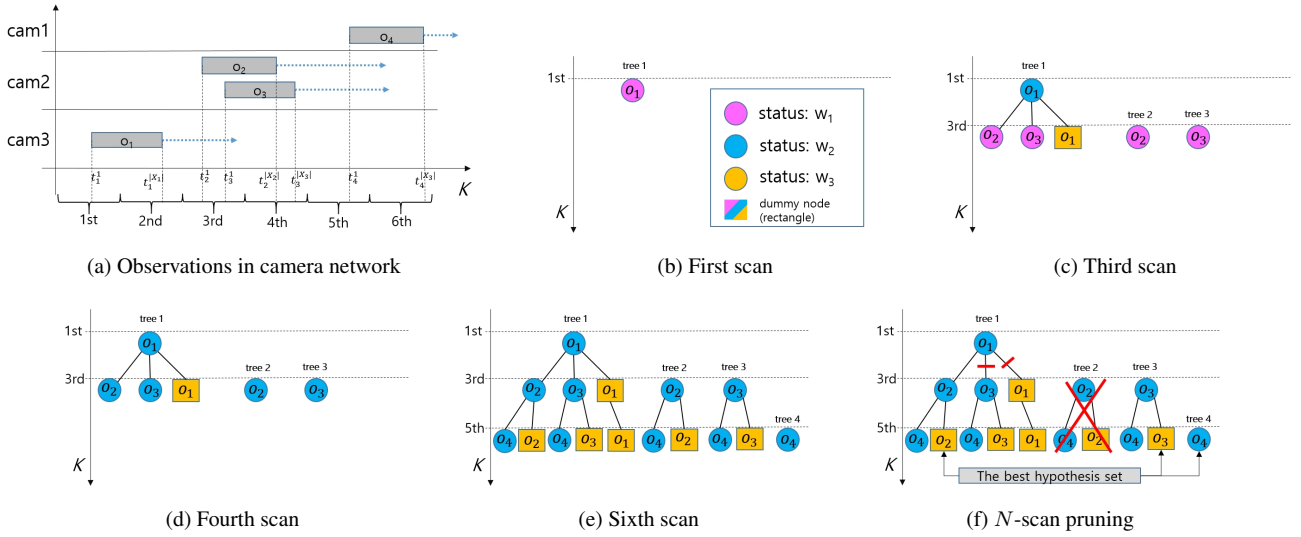 cam1
cam2
cam3
o₄
o₂
o₃
o₁
t₁¹ t₁^|x₁| t₂¹ t₃¹ t₂^|x₂| t₃^|x₃| t₄¹ t₄^|x₃| K
1st 2nd 3rd 4th 5th 6th
(a) Observations in camera network
1st
tree 1
o₁
status: w₁
status: w₂
status: w₃
dummy node
(rectangle)
K
(b) First scan
tree 1
1st
o₁
tree 2 tree 3
3rd
o₂ o₃ o₁ o₂ o₃
K
(c) Third scan
tree 1
1st
o₁
tree 2 tree 3
3rd
o₂ o₃ o₁ o₂ o₃
K
(d) Fourth scan
tree 1
1st
o₁
tree 2 tree 3
3rd
o₂ o₃ o₁ o₂ o₃
tree 4
5th
o₄ o₂ o₄ o₃ o₁ o₄ o₂ o₄ o₃ o₄
K
(e) Sixth scan
tree 1
1st
o₁
tree 2 tree 3
3rd
o₂ o₃ o₁ o₂ o₃
tree 4
5th
o₄ o₂ o₄ o₃ o₁ o₄ o₂ o₄ o₃ o₄
K
The best hypothesis set
(f) N-scan pruning